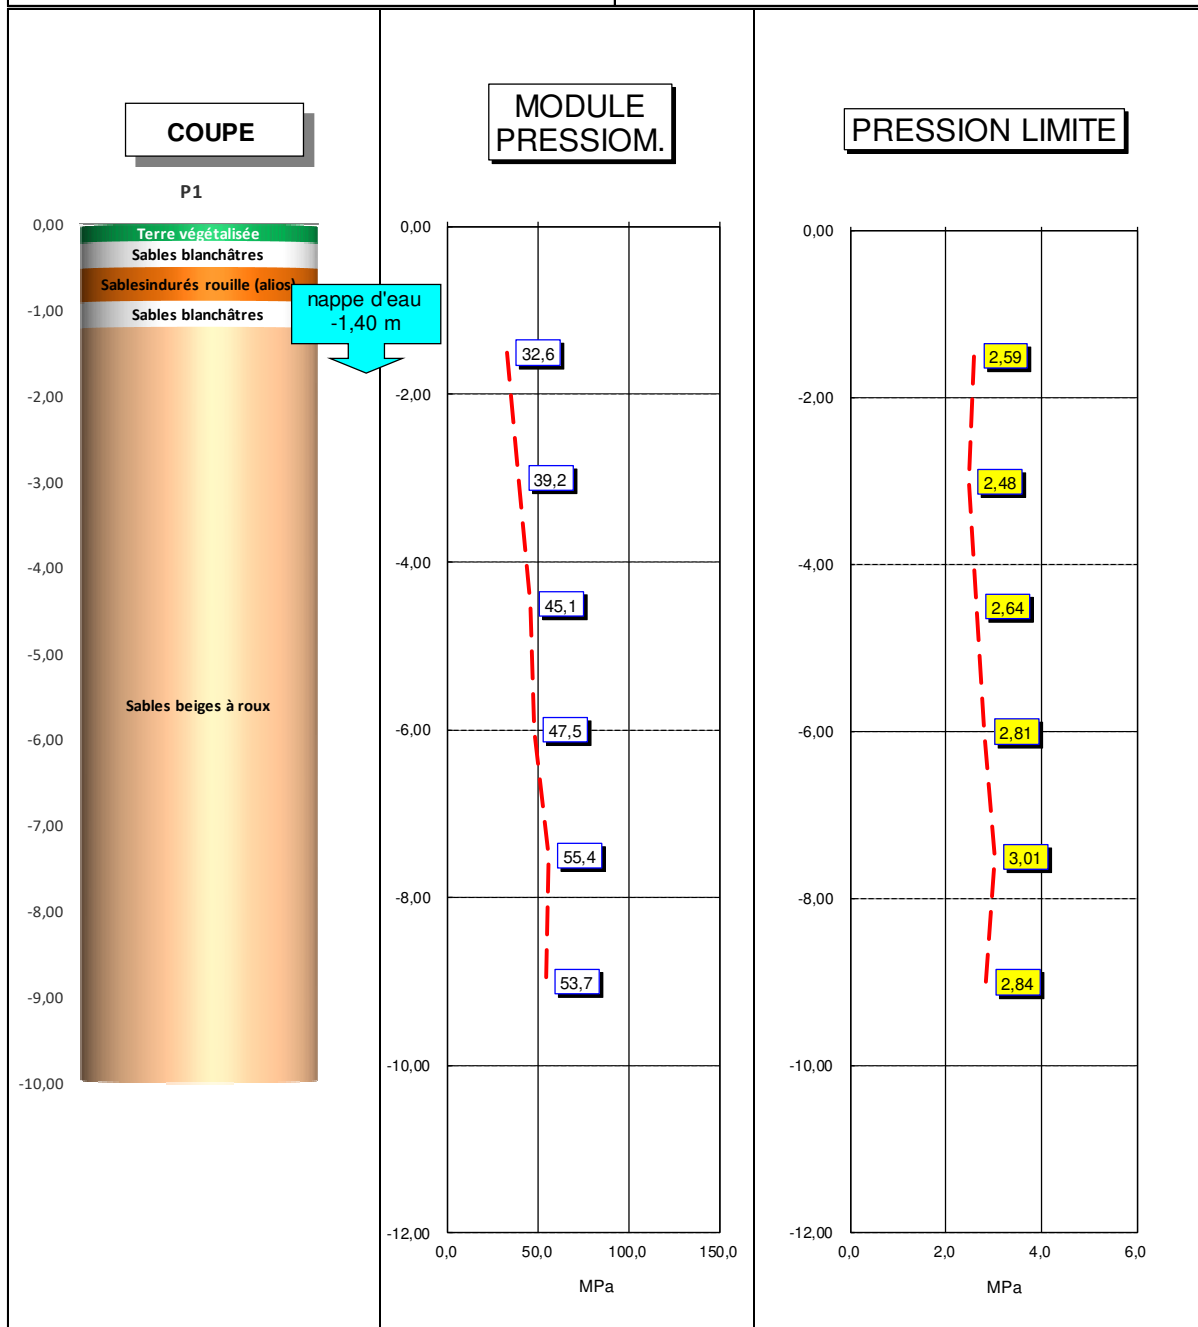 COUPE
P1
0,00
-1,00
-2,00
-3,00
-4,00
-5,00
-6,00
-7,00
-8,00
-9,00
-10,00
Terre végétalisée
Sables blanchâtres
Sablesindurés rouille (alios)
Sables blanchâtres
Sables beiges à roux
nappe d'eau
-1,40 m
MODULE
PRESSIOM.
0,00
-2,00
-4,00
-6,00
-8,00
-10,00
-12,00
32,6
39,2
45,1
47,5
55,4
53,7
0,0 50,0 100,0 150,0
MPa
PRESSION LIMITE
0,00
-2,00
-4,00
-6,00
-8,00
-10,00
-12,00
2,59
2,48
2,64
2,81
3,01
2,84
0,0 2,0 4,0 6,0
MPa